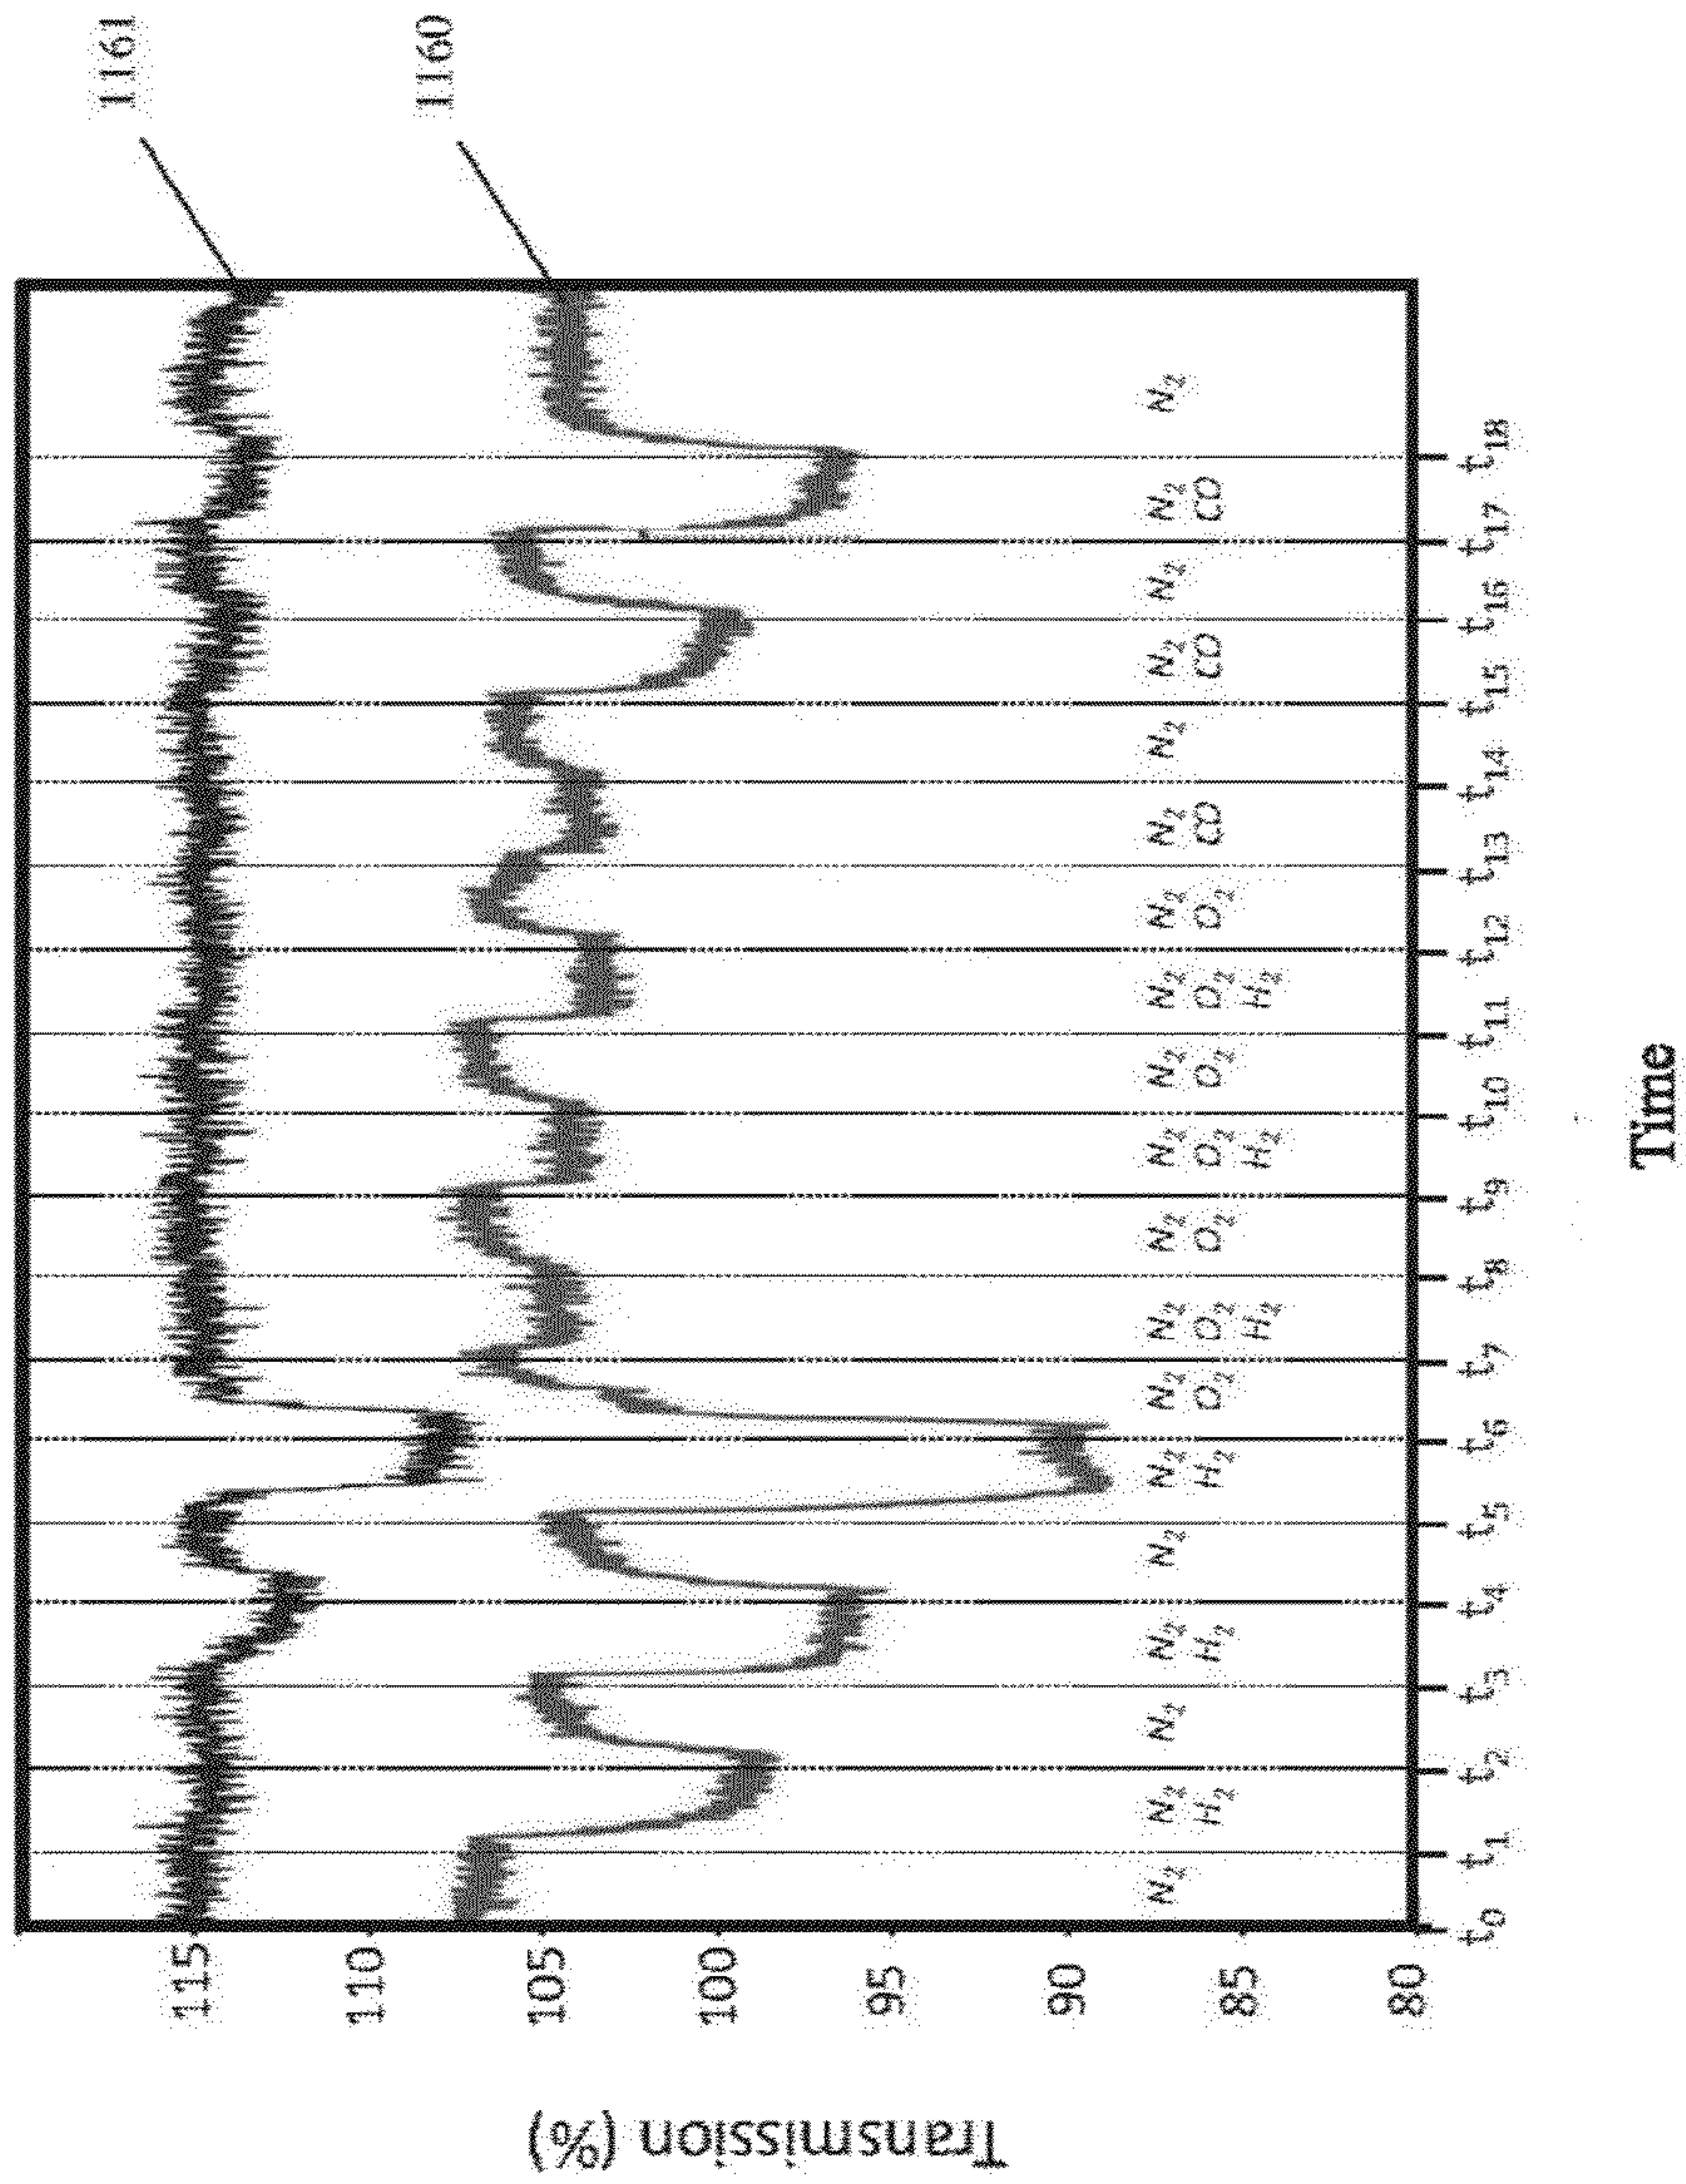 1161
1160
Transmission (%)
115
110
105
100
95
90
85
80
N₂
N₂
H₂
N₂
N₂
H₂
N₂
N₂
H₂
N₂
O₂
N₂
O₂
H₂
N₂
O₂
N₂
O₂
H₂
N₂
O₂
N₂
O₂
H₂
N₂
O₂
N₂
CO
N₂
N₂
CO
N₂
N₂
CO
N₂
t₀ t₁ t₂ t₃ t₄ t₅ t₆ t₇ t₈ t₉ t₁₀ t₁₁ t₁₂ t₁₃ t₁₄ t₁₅ t₁₆ t₁₇ t₁₈
Time